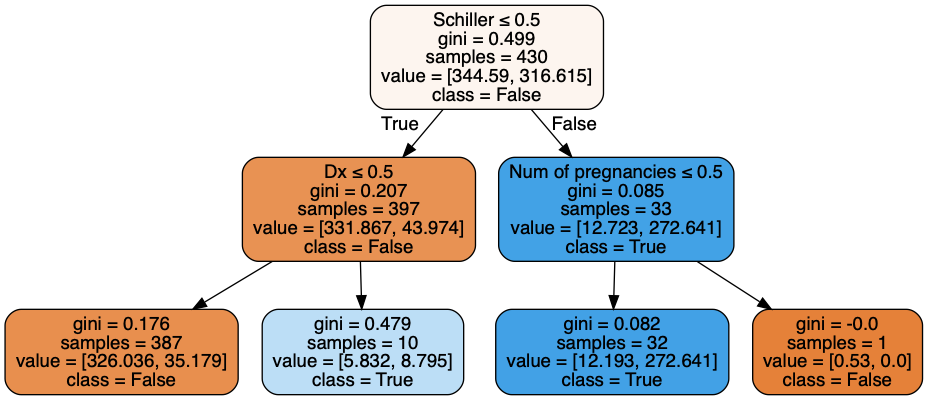 Schiller ≤ 0.5
gini = 0.499
samples = 430
value = [344.59, 316.615]
class = False
True
False
Dx ≤ 0.5
gini = 0.207
samples = 397
value = [331.867, 43.974]
class = False
Num of pregnancies ≤ 0.5
gini = 0.085
samples = 33
value = [12.723, 272.641]
class = True
gini = 0.176
samples = 387
value = [326.036, 35.179]
class = False
gini = 0.479
samples = 10
value = [5.832, 8.795]
class = True
gini = 0.082
samples = 32
value = [12.193, 272.641]
class = True
gini = -0.0
samples = 1
value = [0.53, 0.0]
class = False